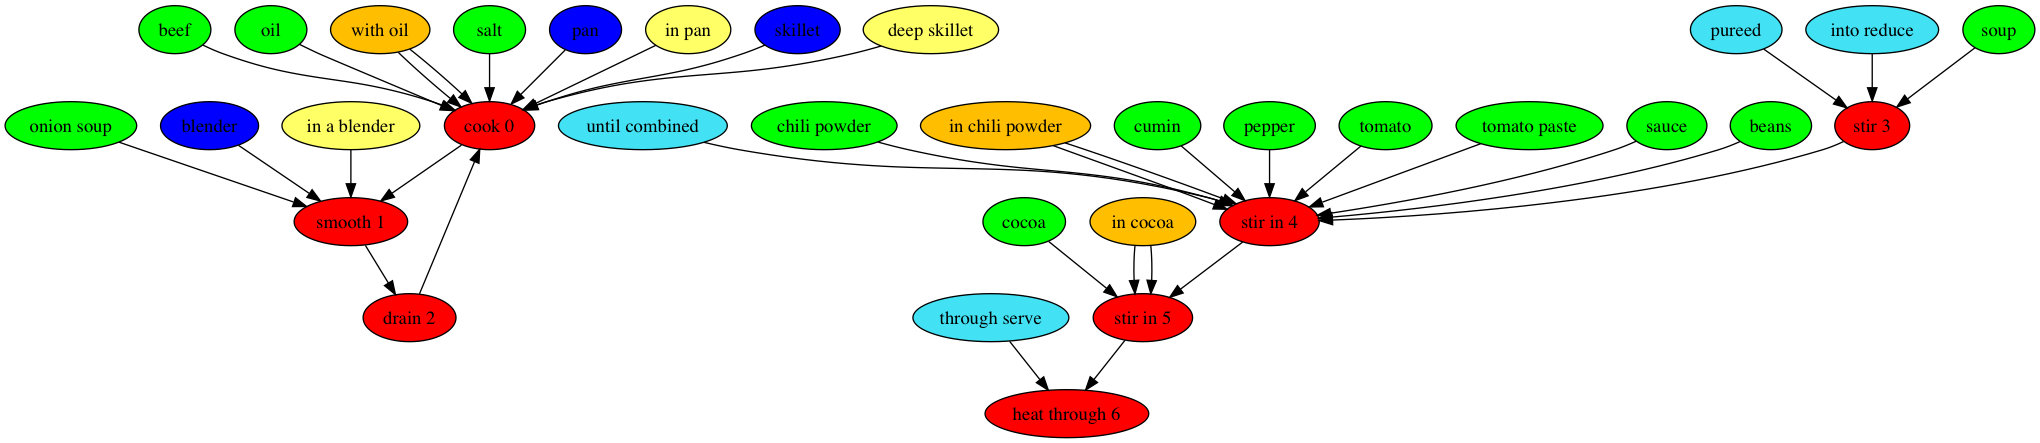 beef
oil
with oil
salt
pan
in pan
skillet
deep skillet
pureed
into reduce
soup
onion soup
blender
in a blender
cook 0
until combined
chili powder
in chili powder
cumin
pepper
tomato
tomato paste
sauce
beans
stir 3
smooth 1
cocoa
in cocoa
stir in 4
drain 2
through serve
stir in 5
heat through 6